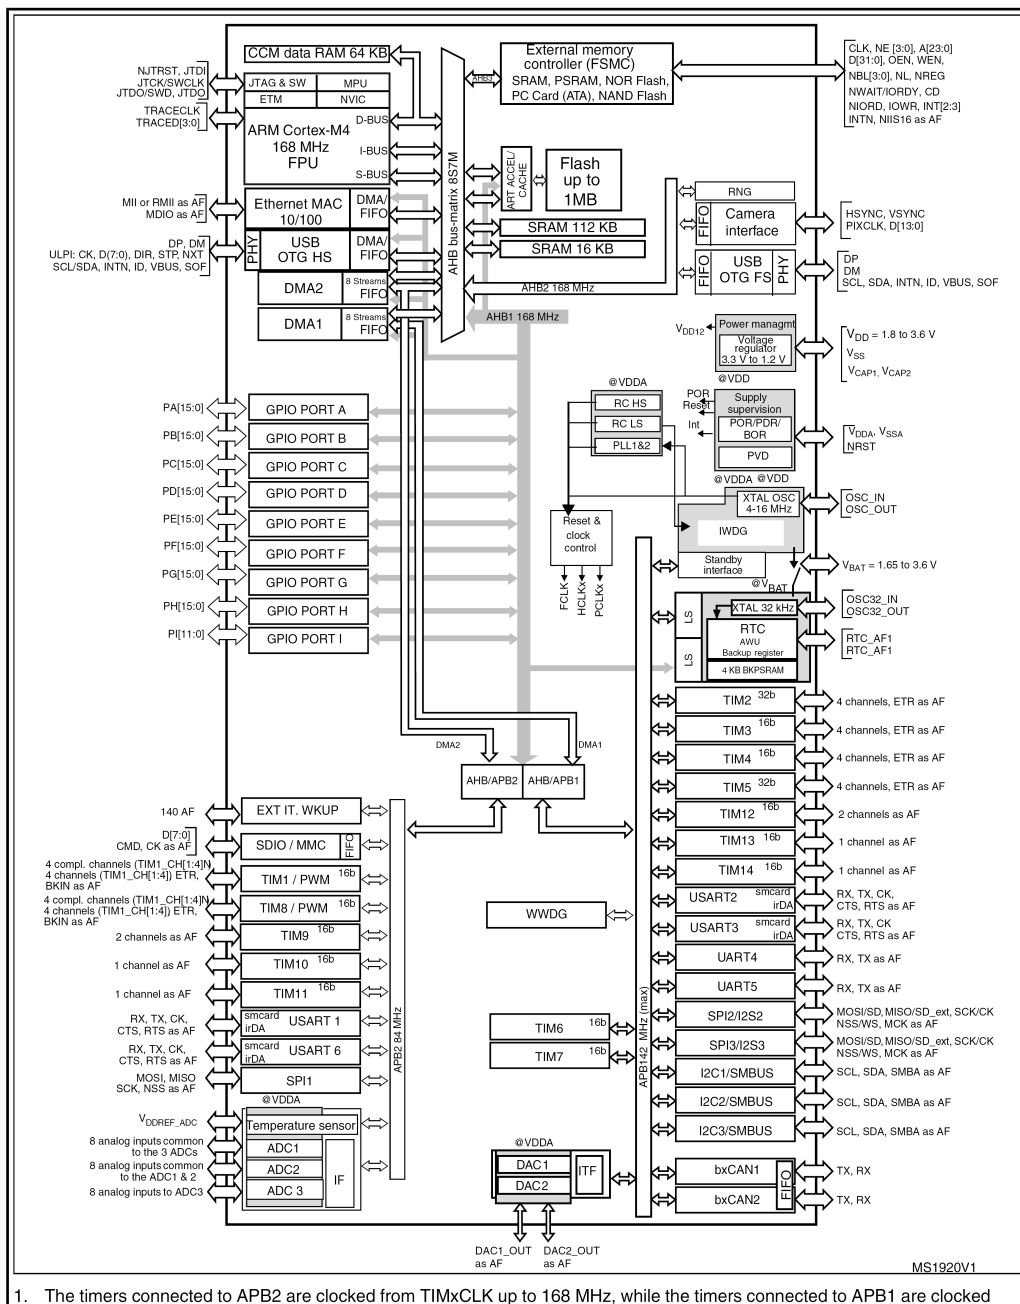 CCM data RAM 64 KB
External memory
controller (FSMC)
SRAM, PSRAM, NOR Flash,
PC Card (ATA), NAND Flash
AHB3
CLK, NE [3:0], A[23:0]
D[31:0], OEN, WEN,
NBL[3:0], NL, NREG
NWAIT/IORDY, CD
NIORD, IOWR, INT[2:3]
INTN, NIIS16 as AF
NJTRST, JTDI
JTCK/SWCLK
JTDO/SWD, JTDO
TRACECLK
TRACED[3:0]
JTAG & SW
MPU
ETM
NVIC
ARM Cortex-M4
168 MHz
FPU
D-BUS
I-BUS
S-BUS
AHB bus-matrix 8S7M
ART ACCEL/
CACHE
Flash
up to
1MB
SRAM 112 KB
SRAM 16 KB
AHB2 168 MHz
AHB1 168 MHz
MII or RMII as AF
MDIO as AF
Ethernet MAC
10/100
DMA/
FIFO
DP, DM
ULPI: CK, D(7:0), DIR, STP, NXT
SCL/SDA, INTN, ID, VBUS, SOF
PHY
USB
OTG HS
DMA/
FIFO
DMA2
8 Streams
FIFO
DMA1
8 Streams
FIFO
RNG
FIFO
Camera
interface
HSYNC, VSYNC
PIXCLK, D[13:0]
FIFO
USB
OTG FS
PHY
DP
DM
SCL, SDA, INTN, ID, VBUS, SOF
VDD12
Power managmt
Voltage
regulator
3.3 V to 1.2 V
@VDD
VDD = 1.8 to 3.6 V
VSS
VCAP1, VCAP2
@VDDA
RC HS
RC LS
PLL1&2
POR
Reset
Int
Supply
supervision
POR/PDR/
BOR
PVD
@VDDA @VDD
VDDA, VSSA
NRST
XTAL OSC
4-16 MHz
OSC_IN
OSC_OUT
IWDG
Standby
interface
@VBAT
VBAT = 1.65 to 3.6 V
Reset &
clock
control
FCLK
HCLKx
PCLKx
LS
LS
XTAL 32 kHz
OSC32_IN
OSC32_OUT
RTC
AWU
Backup register
4 KB BKPSRAM
RTC_AF1
RTC_AF1
PA[15:0]
GPIO PORT A
PB[15:0]
GPIO PORT B
PC[15:0]
GPIO PORT C
PD[15:0]
GPIO PORT D
PE[15:0]
GPIO PORT E
PF[15:0]
GPIO PORT F
PG[15:0]
GPIO PORT G
PH[15:0]
GPIO PORT H
PI[11:0]
GPIO PORT I
DMA2
DMA1
AHB/APB2
AHB/APB1
TIM2 32b
4 channels, ETR as AF
TIM3 16b
4 channels, ETR as AF
TIM4 16b
4 channels, ETR as AF
TIM5 32b
4 channels, ETR as AF
TIM12 16b
2 channels as AF
TIM13 16b
1 channel as AF
TIM14 16b
1 channel as AF
USART2 smcard
irDA
RX, TX, CK,
CTS, RTS as AF
USART3 smcard
irDA
RX, TX, CK
CTS, RTS as AF
UART4
RX, TX as AF
UART5
RX, TX as AF
SPI2/I2S2
MOSI/SD, MISO/SD_ext, SCK/CK
NSS/WS, MCK as AF
SPI3/I2S3
MOSI/SD, MISO/SD_ext, SCK/CK
NSS/WS, MCK as AF
I2C1/SMBUS
SCL, SDA, SMBA as AF
I2C2/SMBUS
SCL, SDA, SMBA as AF
I2C3/SMBUS
SCL, SDA, SMBA as AF
bxCAN1
TX, RX
bxCAN2
TX, RX
FIFO
140 AF
EXT IT. WKUP
D[7:0]
CMD, CK as AF
SDIO / MMC
FIFO
4 compl. channels (TIM1_CH[1:4]N
4 channels (TIM1_CH[1:4]) ETR,
BKIN as AF
TIM1 / PWM 16b
4 compl. channels (TIM1_CH[1:4]N
4 channels (TIM1_CH[1:4]) ETR,
BKIN as AF
TIM8 / PWM 16b
2 channels as AF
TIM9 16b
1 channel as AF
TIM10 16b
1 channel as AF
TIM11 16b
RX, TX, CK,
CTS, RTS as AF
smcard
irDA USART 1
RX, TX, CK,
CTS, RTS as AF
smcard
irDA USART 6
MOSI, MISO
SCK, NSS as AF
SPI1
@VDDA
VDDREF_ADC
Temperature sensor
8 analog inputs common
to the 3 ADCs
ADC1
8 analog inputs common
to the ADC1 & 2
ADC2
8 analog inputs to ADC3
ADC 3
IF
APB2 84 MHz
WWDG
TIM6 16b
TIM7 16b
APB142 MHz (max)
@VDDA
DAC1
DAC2
ITF
DAC1_OUT
as AF
DAC2_OUT
as AF
MS1920V1
1. The timers connected to APB2 are clocked from TIMxCLK up to 168 MHz, while the timers connected to APB1 are clocked